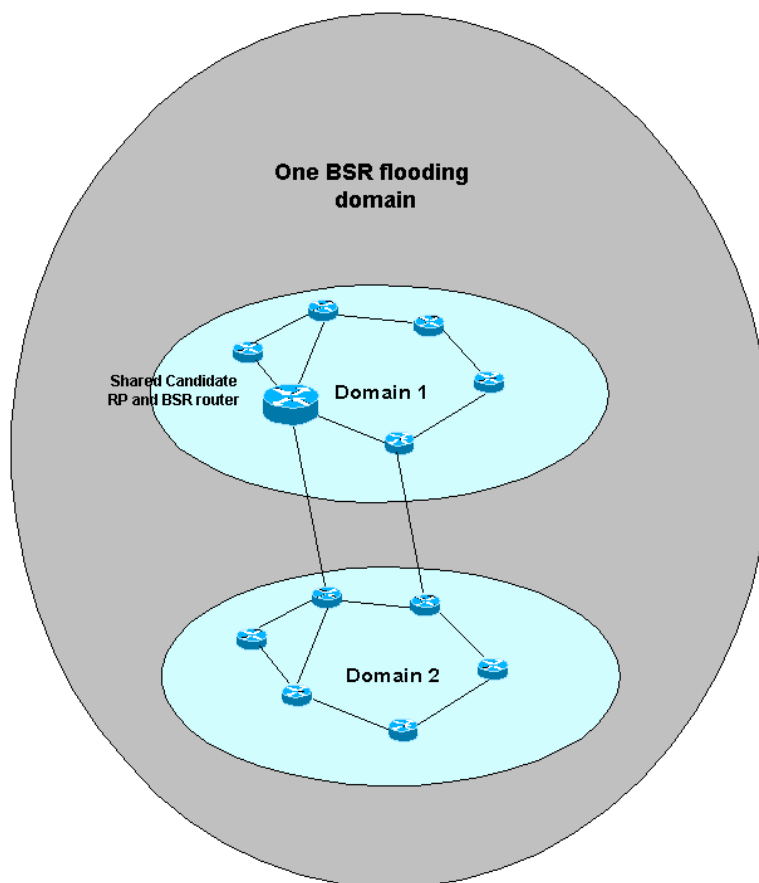 One BSR flooding
domain
Shared Candidate
RP and BSR router
Domain 1
Domain 2